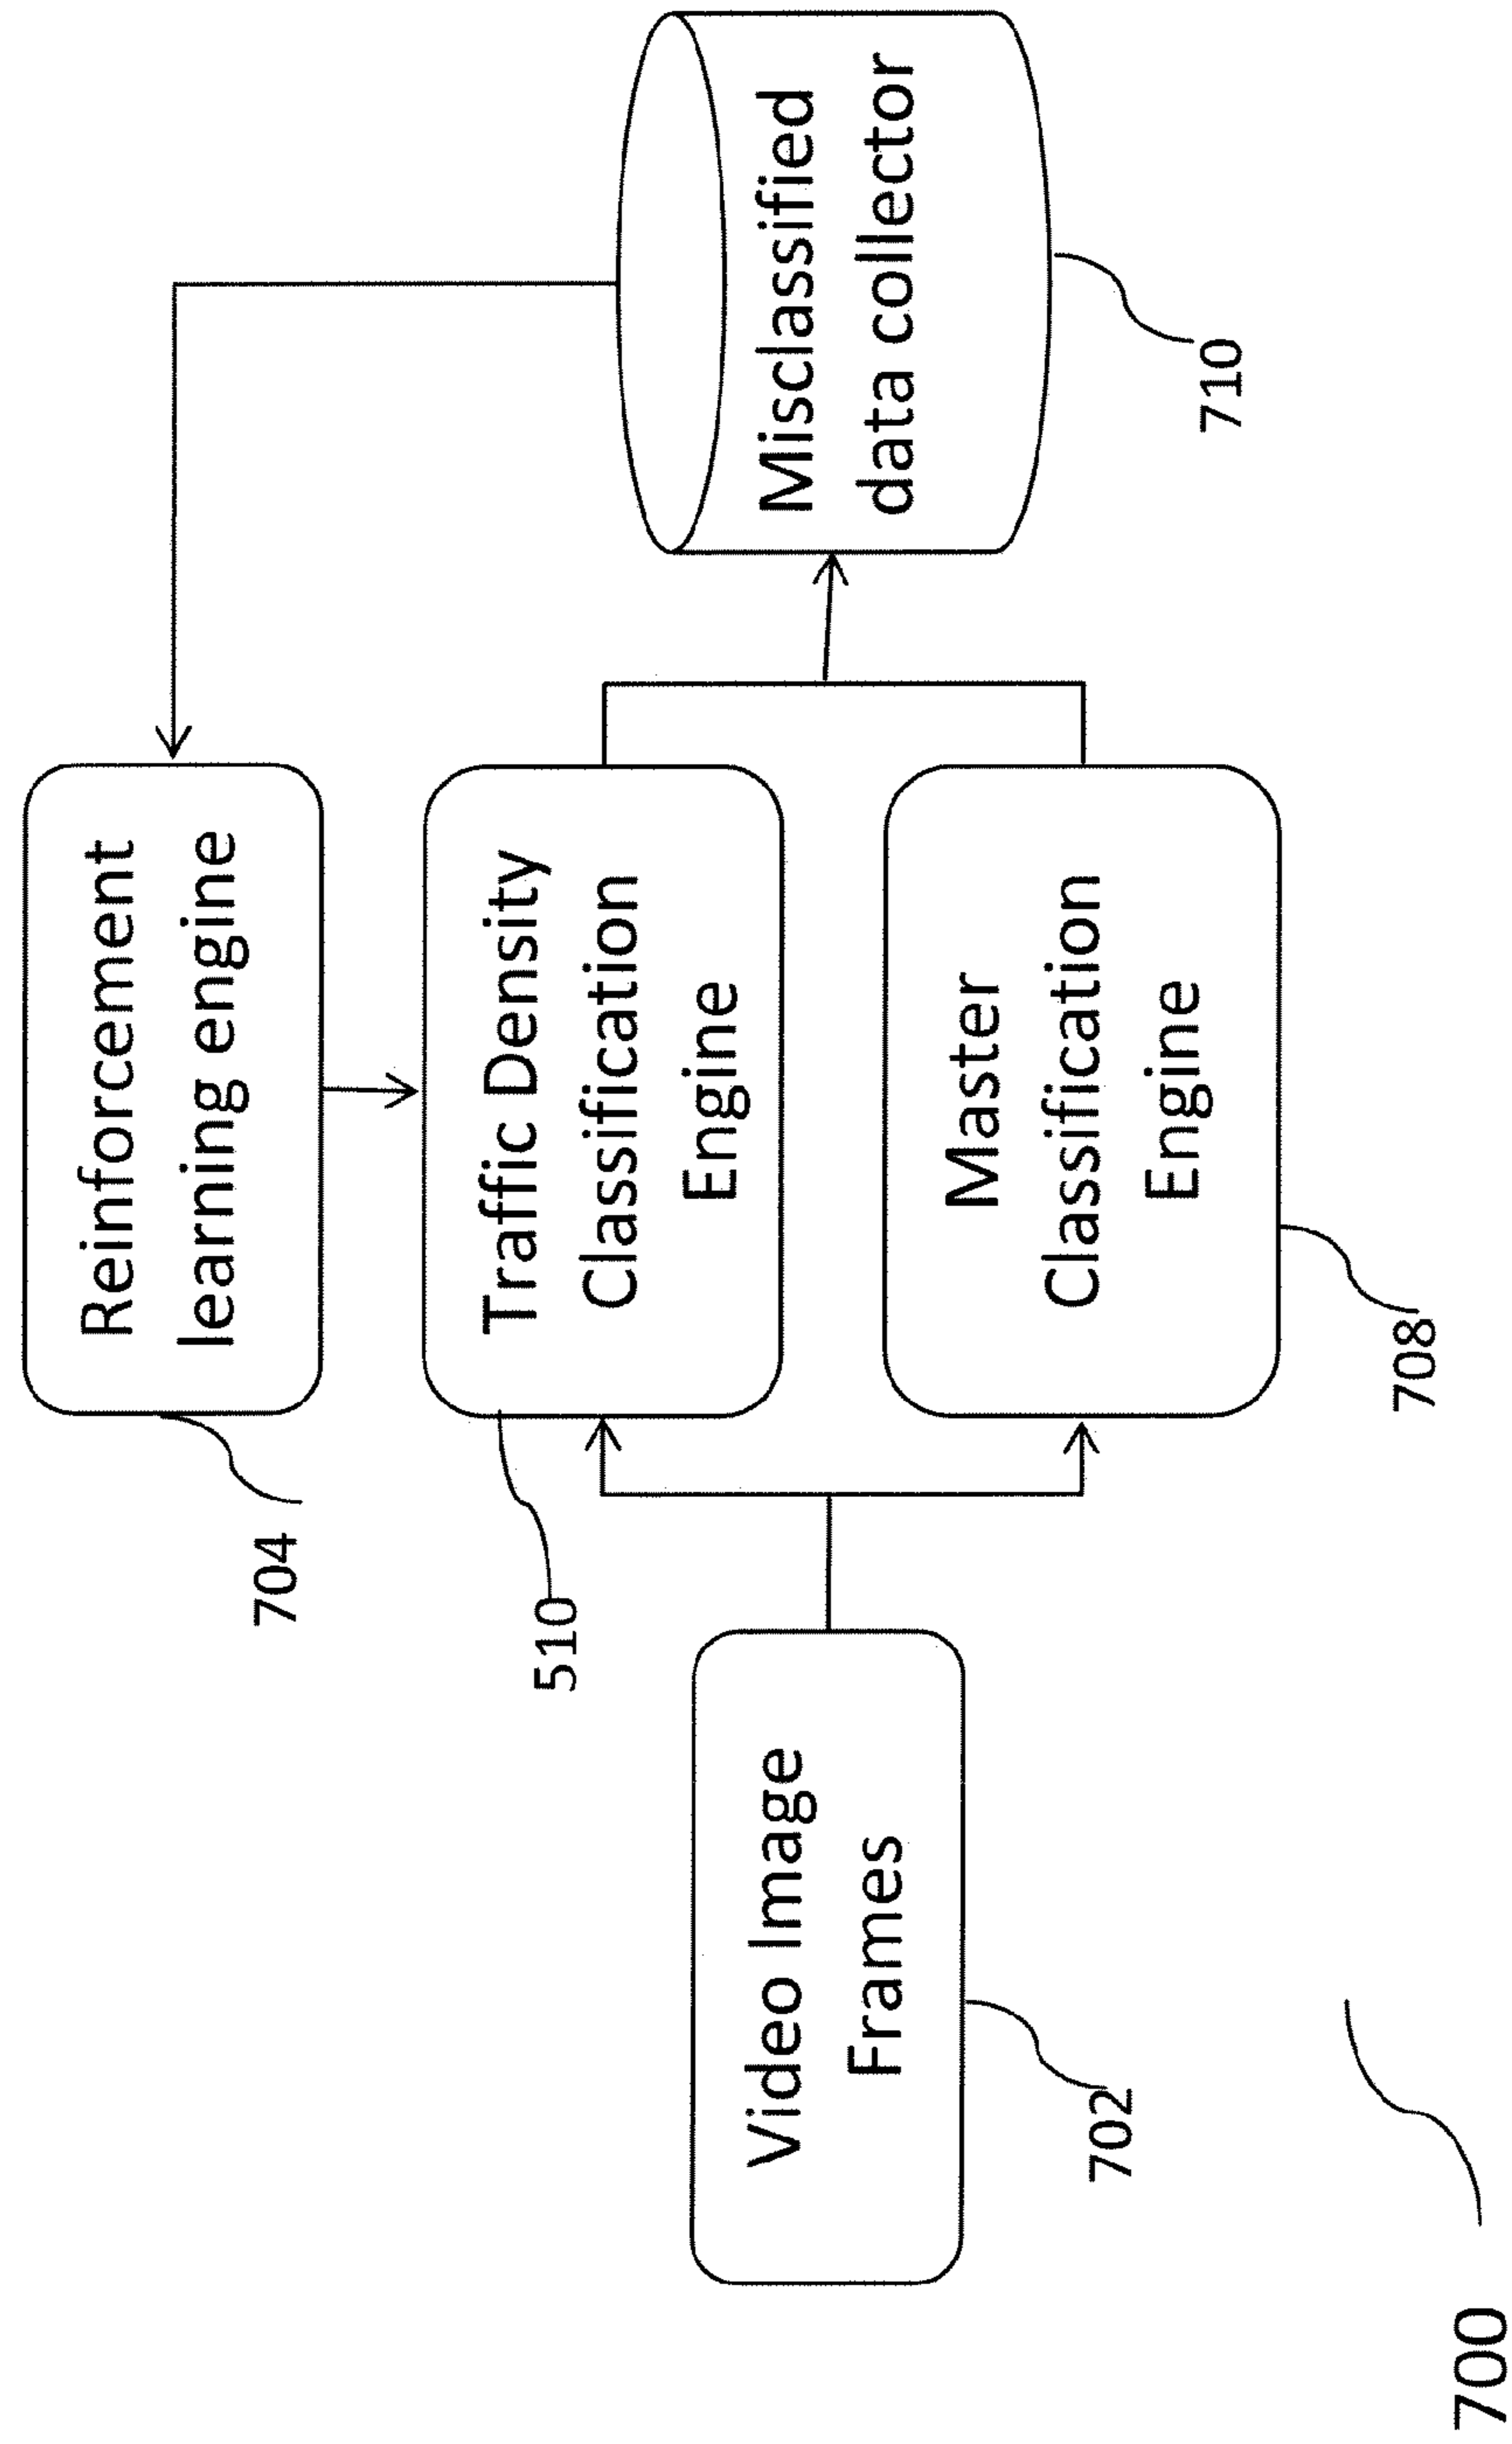 Reinforcement
learning engine
704
Traffic Density
Classification
Engine
510
Video Image
Frames
702
Master
Classification
Engine
708
Misclassified
data collector
710
700